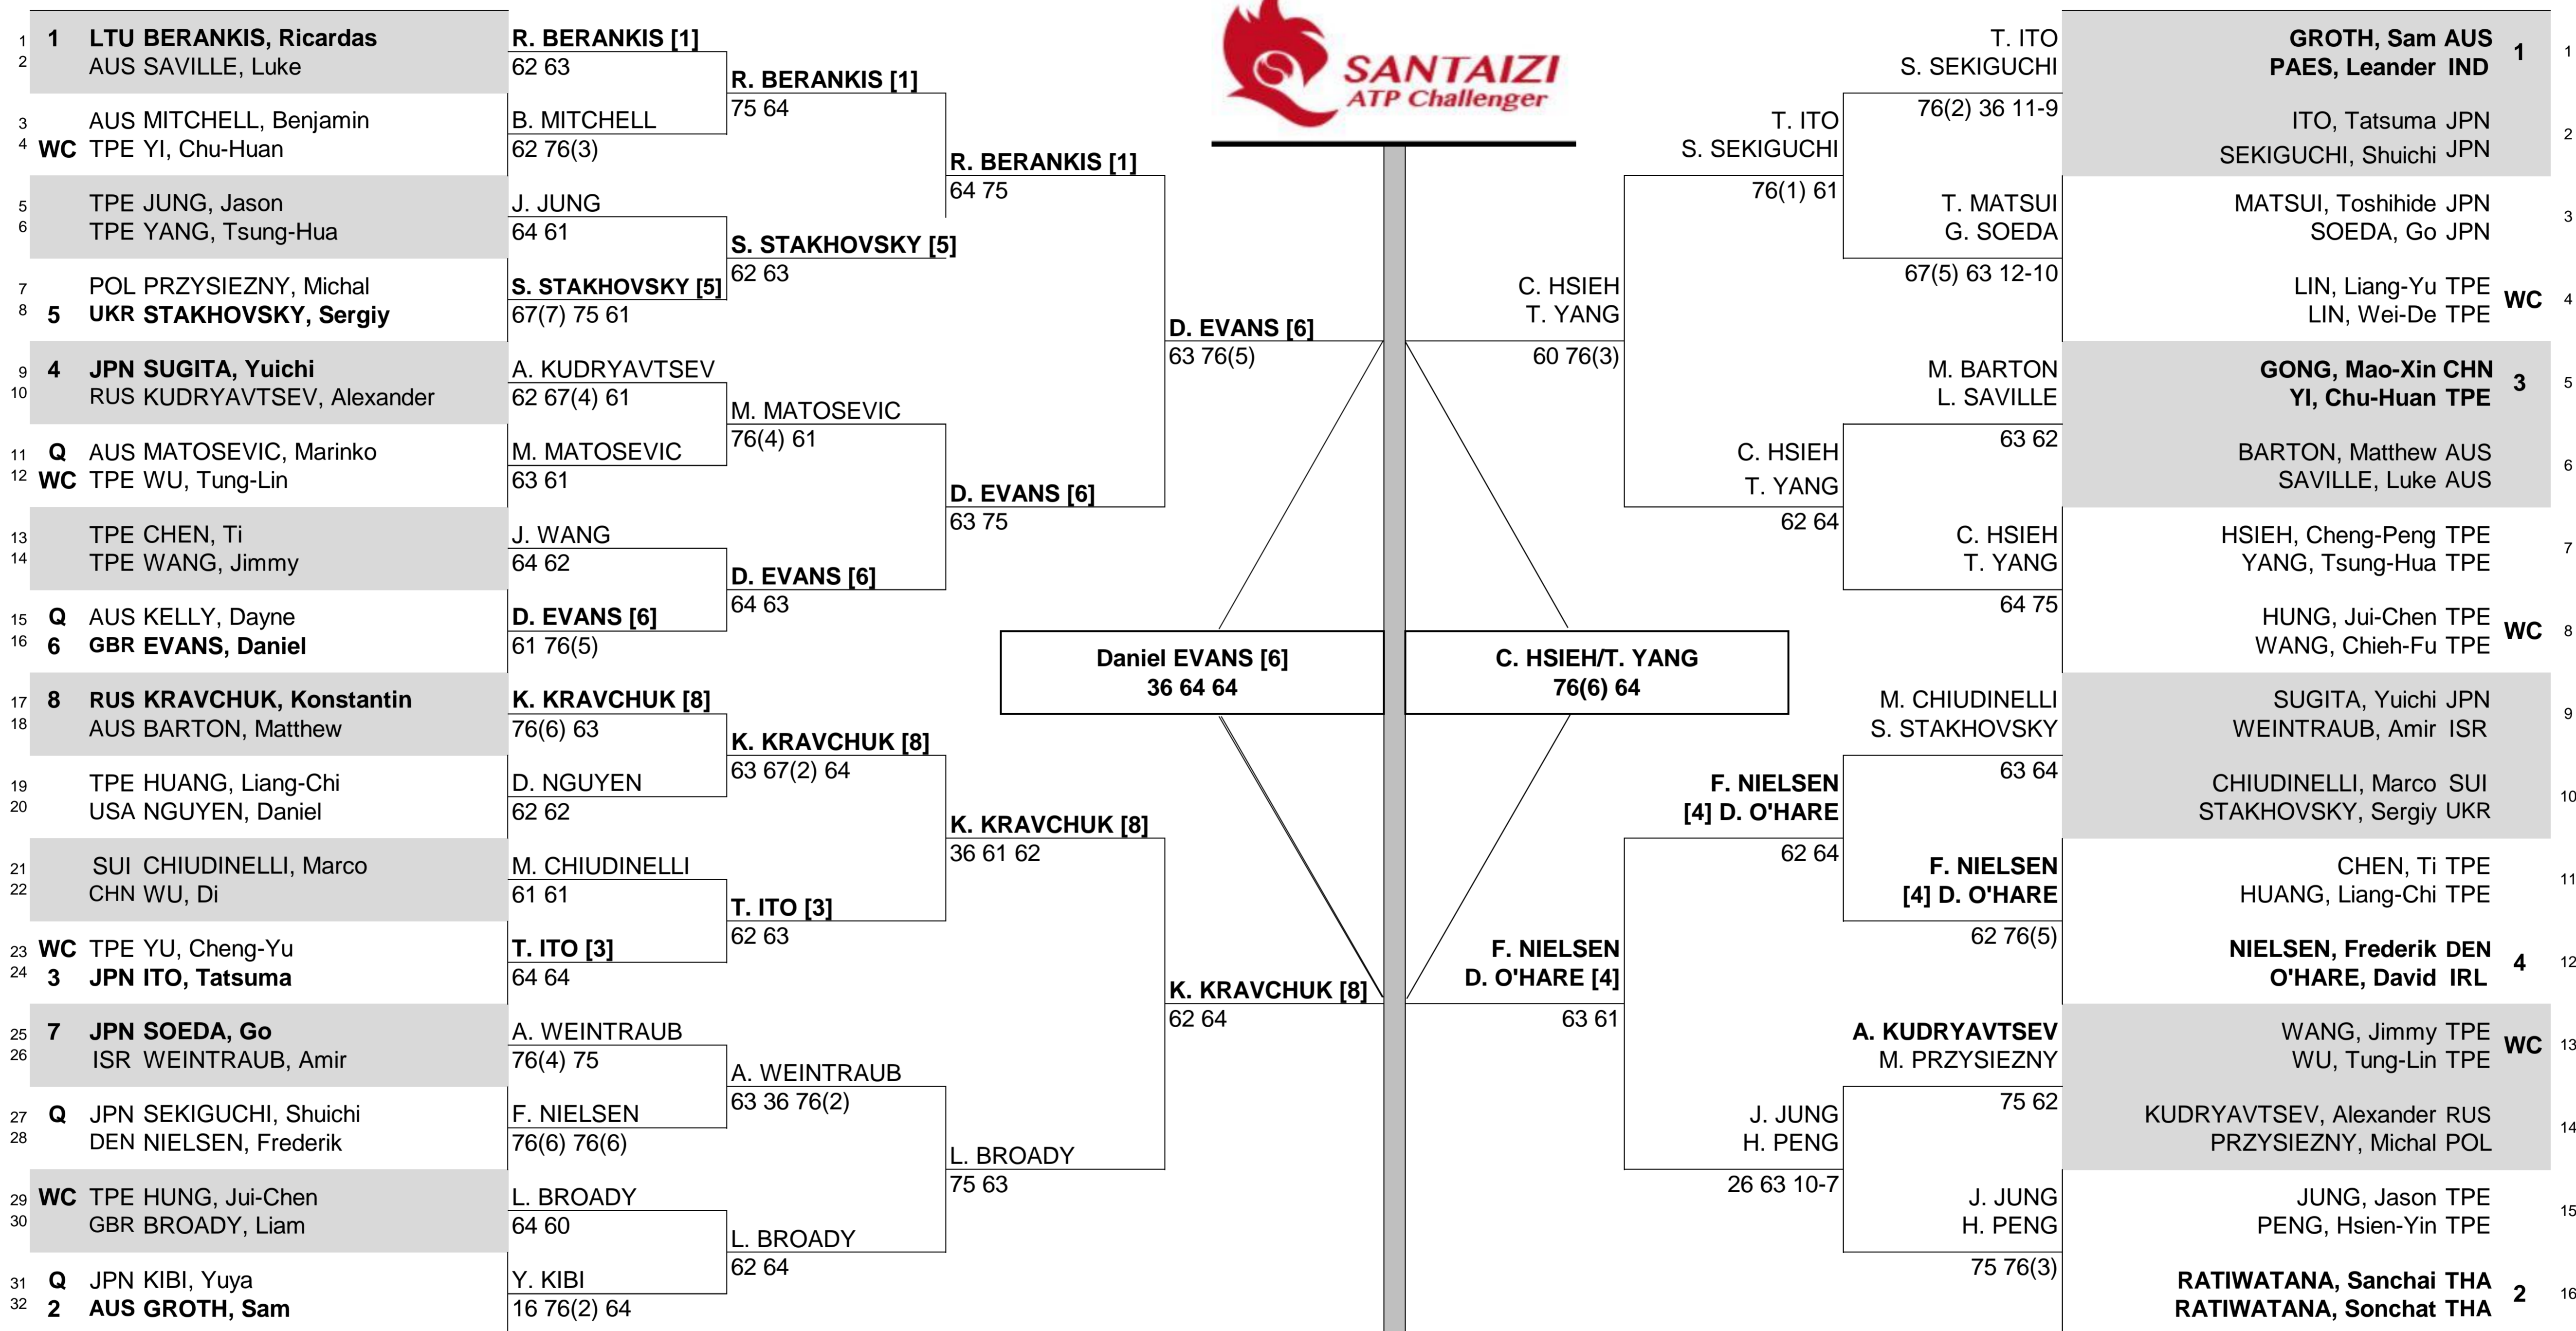 SANTAIZI
ATP Challenger
1 1 LTU BERANKIS, Ricardas
2 AUS SAVILLE, Luke
3 AUS MITCHELL, Benjamin
4 WC TPE YI, Chu-Huan
5 TPE JUNG, Jason
6 TPE YANG, Tsung-Hua
7 POL PRZYSIEZNY, Michal
8 5 UKR STAKHOVSKY, Sergiy
9 4 JPN SUGITA, Yuichi
10 RUS KUDRYAVTSEV, Alexander
11 Q AUS MATOSEVIC, Marinko
12 WC TPE WU, Tung-Lin
13 TPE CHEN, Ti
14 TPE WANG, Jimmy
15 Q AUS KELLY, Dayne
16 6 GBR EVANS, Daniel
17 8 RUS KRAVCHUK, Konstantin
18 AUS BARTON, Matthew
19 TPE HUANG, Liang-Chi
20 USA NGUYEN, Daniel
21 SUI CHIUDINELLI, Marco
22 CHN WU, Di
23 WC TPE YU, Cheng-Yu
24 3 JPN ITO, Tatsuma
25 7 JPN SOEDA, Go
26 ISR WEINTRAUB, Amir
27 Q JPN SEKIGUCHI, Shuichi
28 DEN NIELSEN, Frederik
29 WC TPE HUNG, Jui-Chen
30 GBR BROADY, Liam
31 Q JPN KIBI, Yuya
32 2 AUS GROTH, Sam
R. BERANKIS [1]
62 63
B. MITCHELL
62 76(3)
J. JUNG
64 61
S. STAKHOVSKY [5]
67(7) 75 61
A. KUDRYAVTSEV
62 67(4) 61
M. MATOSEVIC
63 61
J. WANG
64 62
D. EVANS [6]
61 76(5)
K. KRAVCHUK [8]
76(6) 63
D. NGUYEN
62 62
M. CHIUDINELLI
61 61
T. ITO [3]
64 64
A. WEINTRAUB
76(4) 75
F. NIELSEN
76(6) 76(6)
L. BROADY
64 60
Y. KIBI
16 76(2) 64
R. BERANKIS [1]
75 64
S. STAKHOVSKY [5]
62 63
M. MATOSEVIC
76(4) 61
D. EVANS [6]
64 63
K. KRAVCHUK [8]
63 67(2) 64
T. ITO [3]
62 63
A. WEINTRAUB
63 36 76(2)
L. BROADY
62 64
R. BERANKIS [1]
64 75
D. EVANS [6]
63 75
K. KRAVCHUK [8]
36 61 62
L. BROADY
75 63
D. EVANS [6]
63 76(5)
K. KRAVCHUK [8]
62 64
Daniel EVANS [6]
36 64 64
C. HSIEH/T. YANG
76(6) 64
C. HSIEH
T. YANG
60 76(3)
F. NIELSEN
D. O'HARE [4]
63 61
T. ITO
S. SEKIGUCHI
76(1) 61
C. HSIEH
T. YANG
62 64
F. NIELSEN
[4] D. O'HARE
62 64
J. JUNG
H. PENG
26 63 10-7
T. ITO
S. SEKIGUCHI
76(2) 36 11-9
T. MATSUI
G. SOEDA
67(5) 63 12-10
M. BARTON
L. SAVILLE
63 62
C. HSIEH
T. YANG
64 75
M. CHIUDINELLI
S. STAKHOVSKY
63 64
F. NIELSEN
[4] D. O'HARE
62 76(5)
A. KUDRYAVTSEV
M. PRZYSIEZNY
75 62
J. JUNG
H. PENG
75 76(3)
GROTH, Sam AUS
PAES, Leander IND
1 1
ITO, Tatsuma JPN
SEKIGUCHI, Shuichi JPN
2
MATSUI, Toshihide JPN
SOEDA, Go JPN
3
LIN, Liang-Yu TPE
LIN, Wei-De TPE
WC 4
GONG, Mao-Xin CHN
YI, Chu-Huan TPE
3 5
BARTON, Matthew AUS
SAVILLE, Luke AUS
6
HSIEH, Cheng-Peng TPE
YANG, Tsung-Hua TPE
7
HUNG, Jui-Chen TPE
WANG, Chieh-Fu TPE
WC 8
SUGITA, Yuichi JPN
WEINTRAUB, Amir ISR
9
CHIUDINELLI, Marco SUI
STAKHOVSKY, Sergiy UKR
10
CHEN, Ti TPE
HUANG, Liang-Chi TPE
11
NIELSEN, Frederik DEN
O'HARE, David IRL
4 12
WANG, Jimmy TPE
WU, Tung-Lin TPE
WC 13
KUDRYAVTSEV, Alexander RUS
PRZYSIEZNY, Michal POL
14
JUNG, Jason TPE
PENG, Hsien-Yin TPE
15
RATIWATANA, Sanchai THA
RATIWATANA, Sonchat THA
2 16